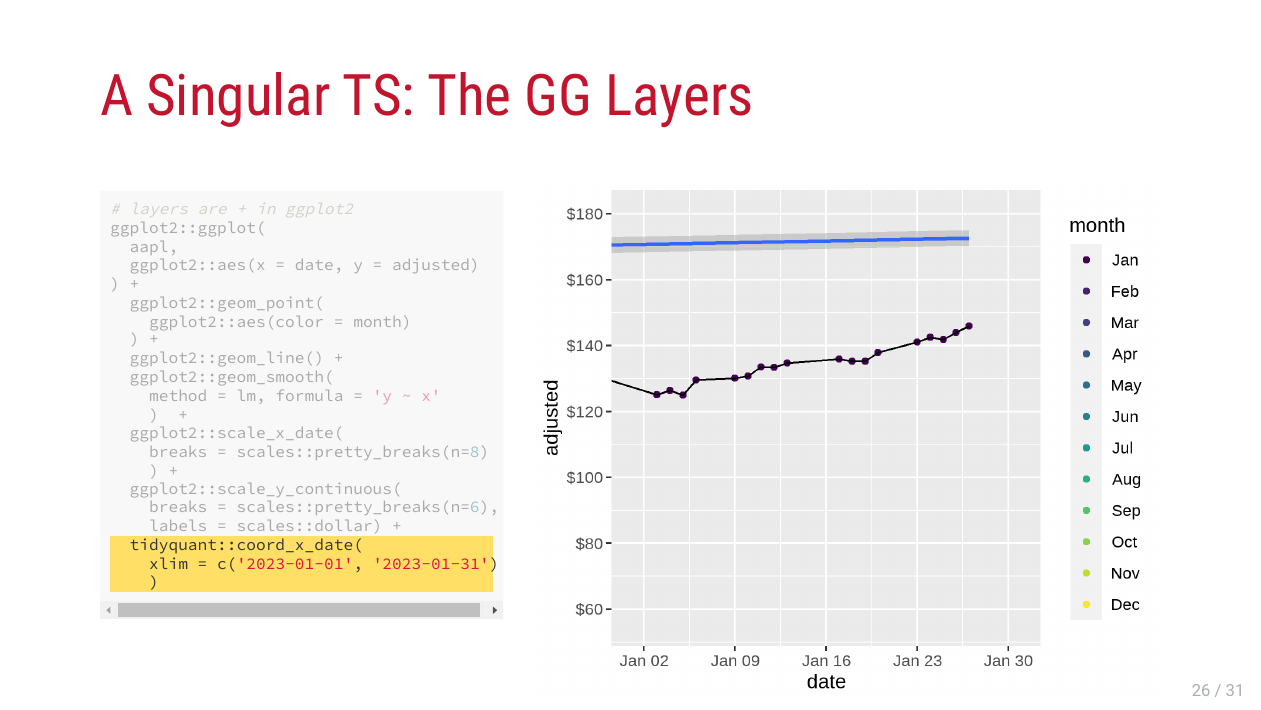 A Singular TS: The GG Layers
# layers are + in ggplot2
ggplot2::ggplot(
  aapl,
  ggplot2::aes(x = date, y = adjusted)
) +
  ggplot2::geom_point(
    ggplot2::aes(color = month)
  ) +
  ggplot2::geom_line() +
  ggplot2::geom_smooth(
    method = lm, formula = 'y ~ x'
    )  +
  ggplot2::scale_x_date(
    breaks = scales::pretty_breaks(n=8)
    ) +
  ggplot2::scale_y_continuous(
    breaks = scales::pretty_breaks(n=6),
    labels = scales::dollar) +
  tidyquant::coord_x_date(
    xlim = c('2023-01-01', '2023-01-31')
    )
adjusted
$180
$160
$140
$120
$100
$80
$60
Jan 02 Jan 09 Jan 16 Jan 23 Jan 30
date
month
Jan
Feb
Mar
Apr
May
Jun
Jul
Aug
Sep
Oct
Nov
Dec
26 / 31